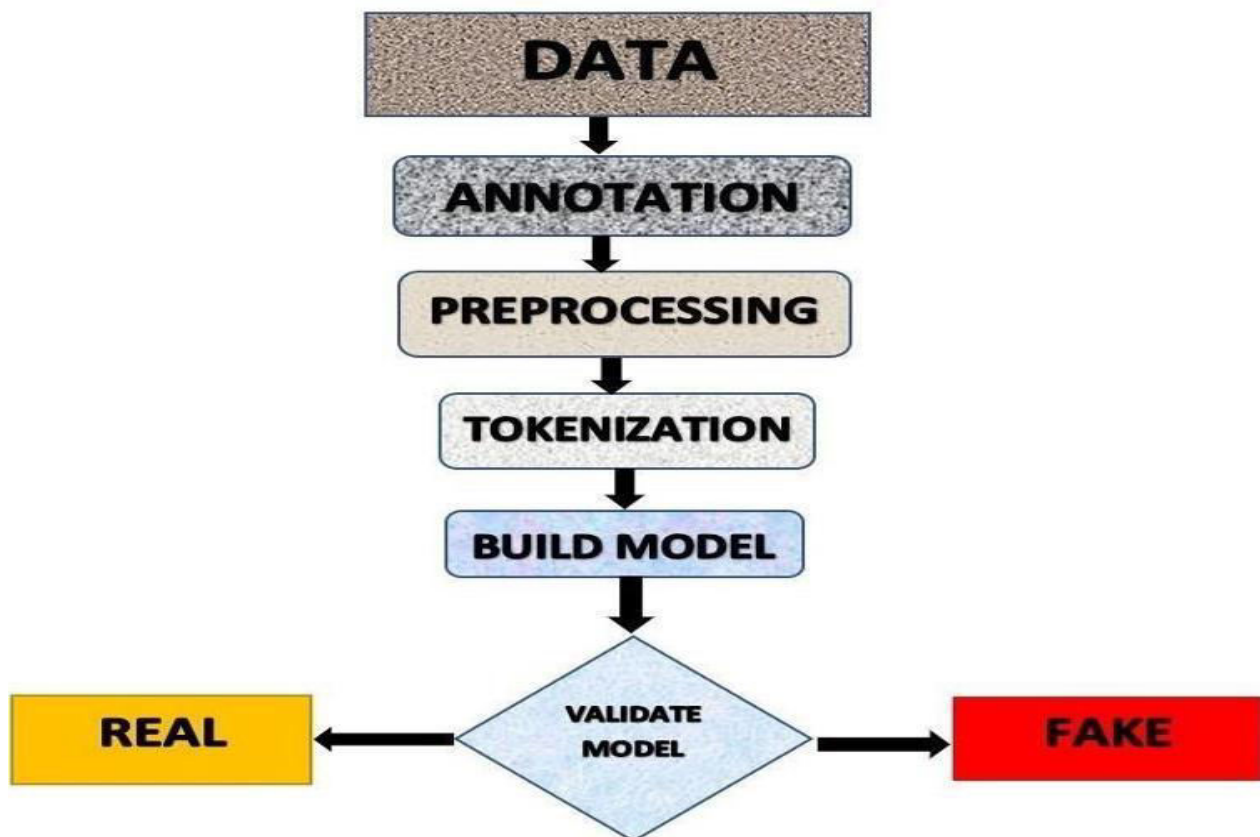 DATA
ANNOTATION
PREPROCESSING
TOKENIZATION
BUILD MODEL
VALIDATE
MODEL
REAL
FAKE